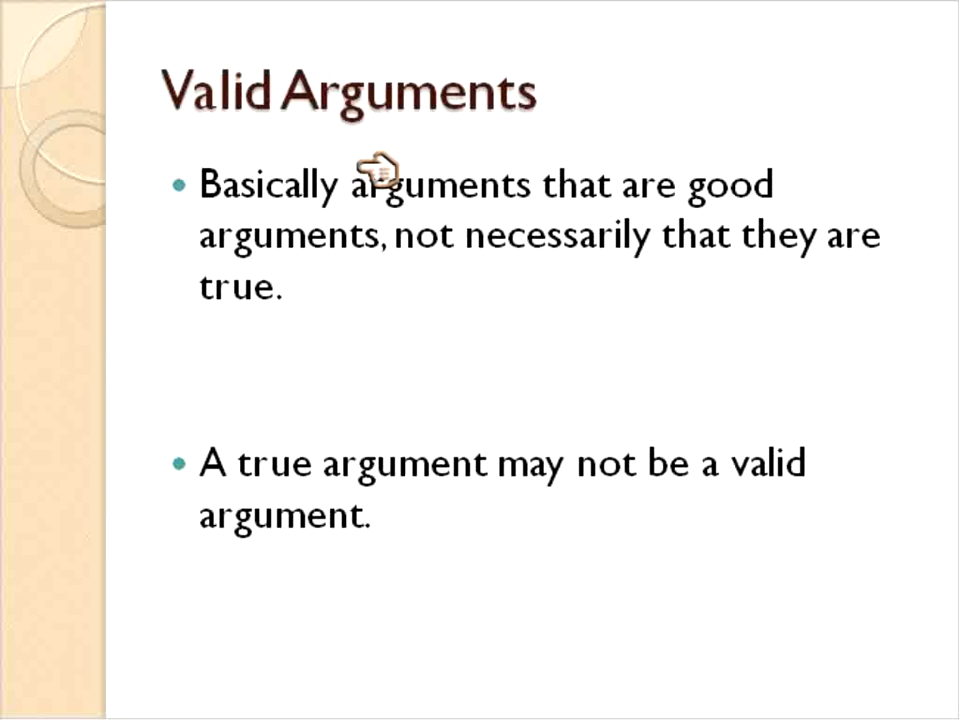 Valid Arguments
Basically arguments that are good
arguments, not necessarily that they are
true.
A true argument may not be a valid
argument.